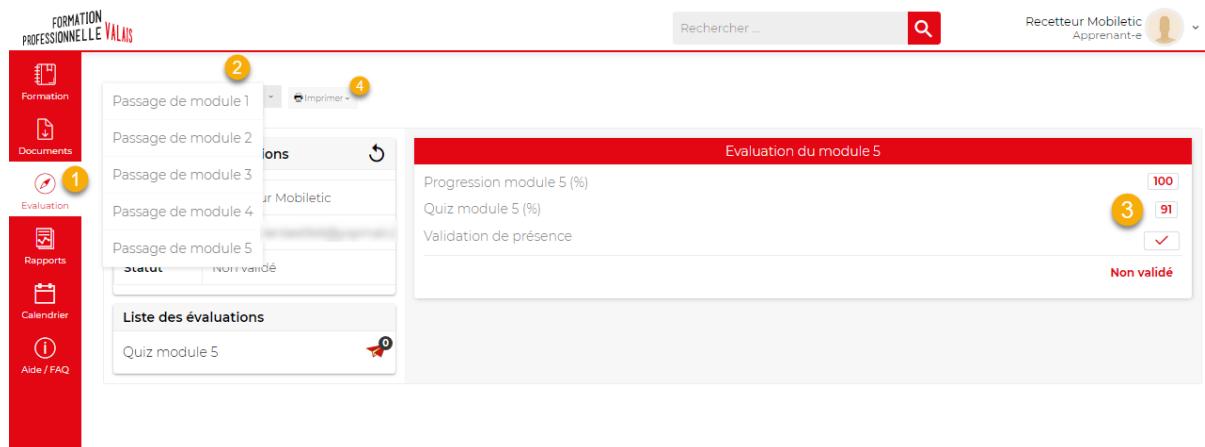 FORMATION
PROFESSIONNELLE VALAIS
Rechercher ...
Recetteur Mobiletic
Apprenant-e
Formation
Documents
1
Evaluation
Rapports
Calendrier
Aide / FAQ
2
Passage de module 1
Passage de module 2
Passage de module 3
Passage de module 4
Passage de module 5
Imprimer
4
ions
ur Mobiletic
Statut Non validé
Liste des évaluations
Quiz module 5 0
Evaluation du module 5
Progression module 5 (%) 100
Quiz module 5 (%) 3 91
Validation de présence
Non validé